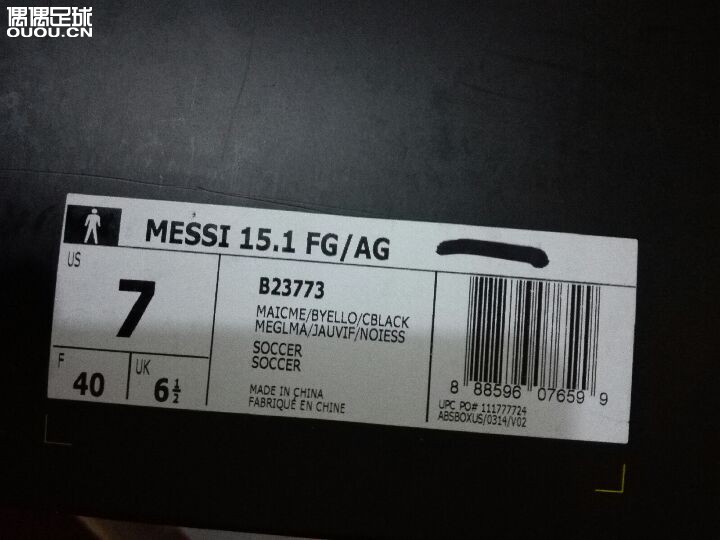 偶偶足球
OUOU.CN
MESSI 15.1 FG/AG
US
7
F
40
UK
6 1/2
B23773
MAICME/BYELLO/CBLACK
MEGLMA/JAUVIF/NOIESS
SOCCER
SOCCER
MADE IN CHINA
FABRIQUÉ EN CHINE
8 88596 07659 9
UPC PO# 111777724
ABSBOXUS/0314/V02